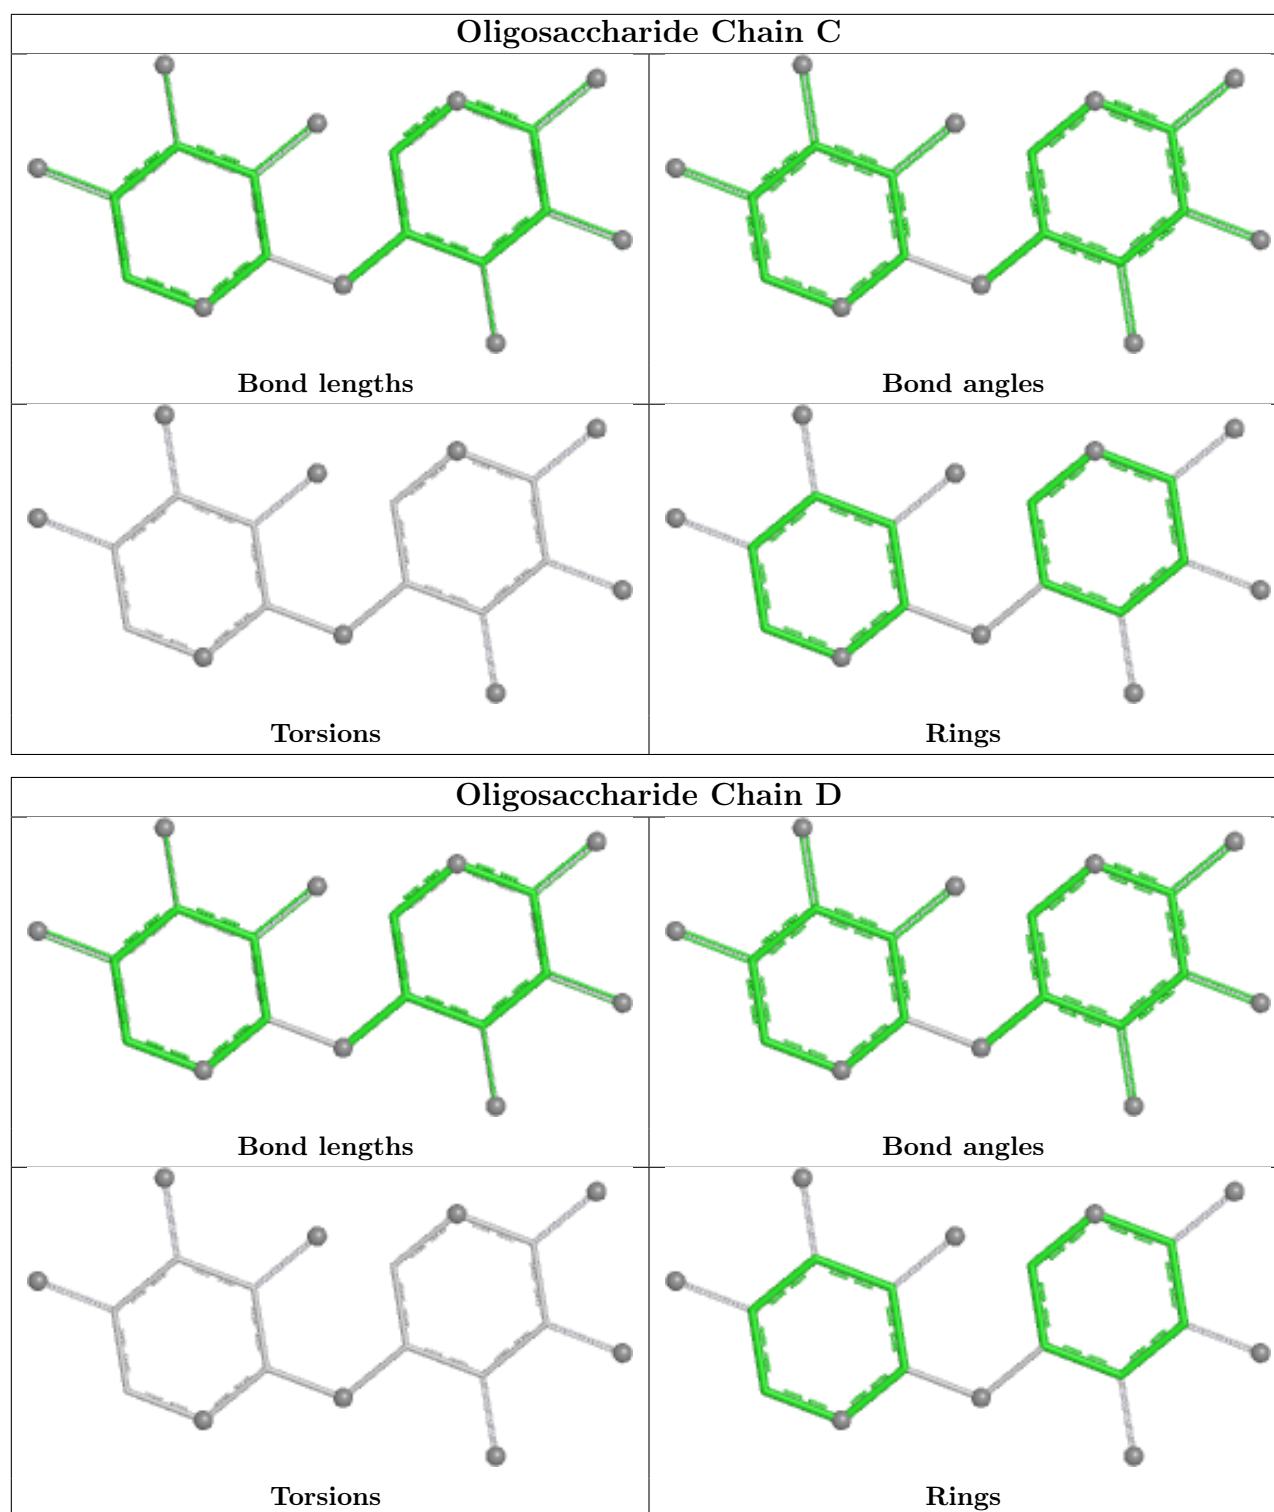 Oligosaccharide Chain C
Bond lengths
Bond angles
Torsions
Rings
Oligosaccharide Chain D
Bond lengths
Bond angles
Torsions
Rings